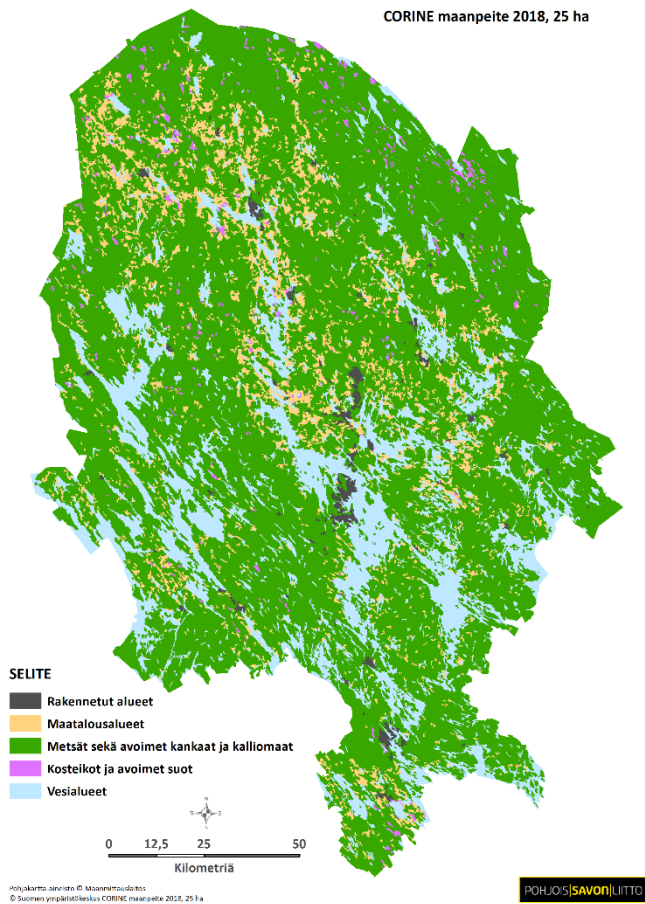 CORINE maanpeite 2018, 25 ha
SELITE
Rakennetut alueet
Maatalousalueet
Metsät sekä avoimet kankaat ja kalliomaat
Kosteikot ja avoimet suot
Vesialueet
N
W E
S
0 12,5 25 50
Kilometriä
Pohjakartta-aineisto © Maanmittauslaitos
© Suomen ympäristökeskus CORINE maanpeite 2018, 25 ha
POHJOIS|SAVON|LIITTO